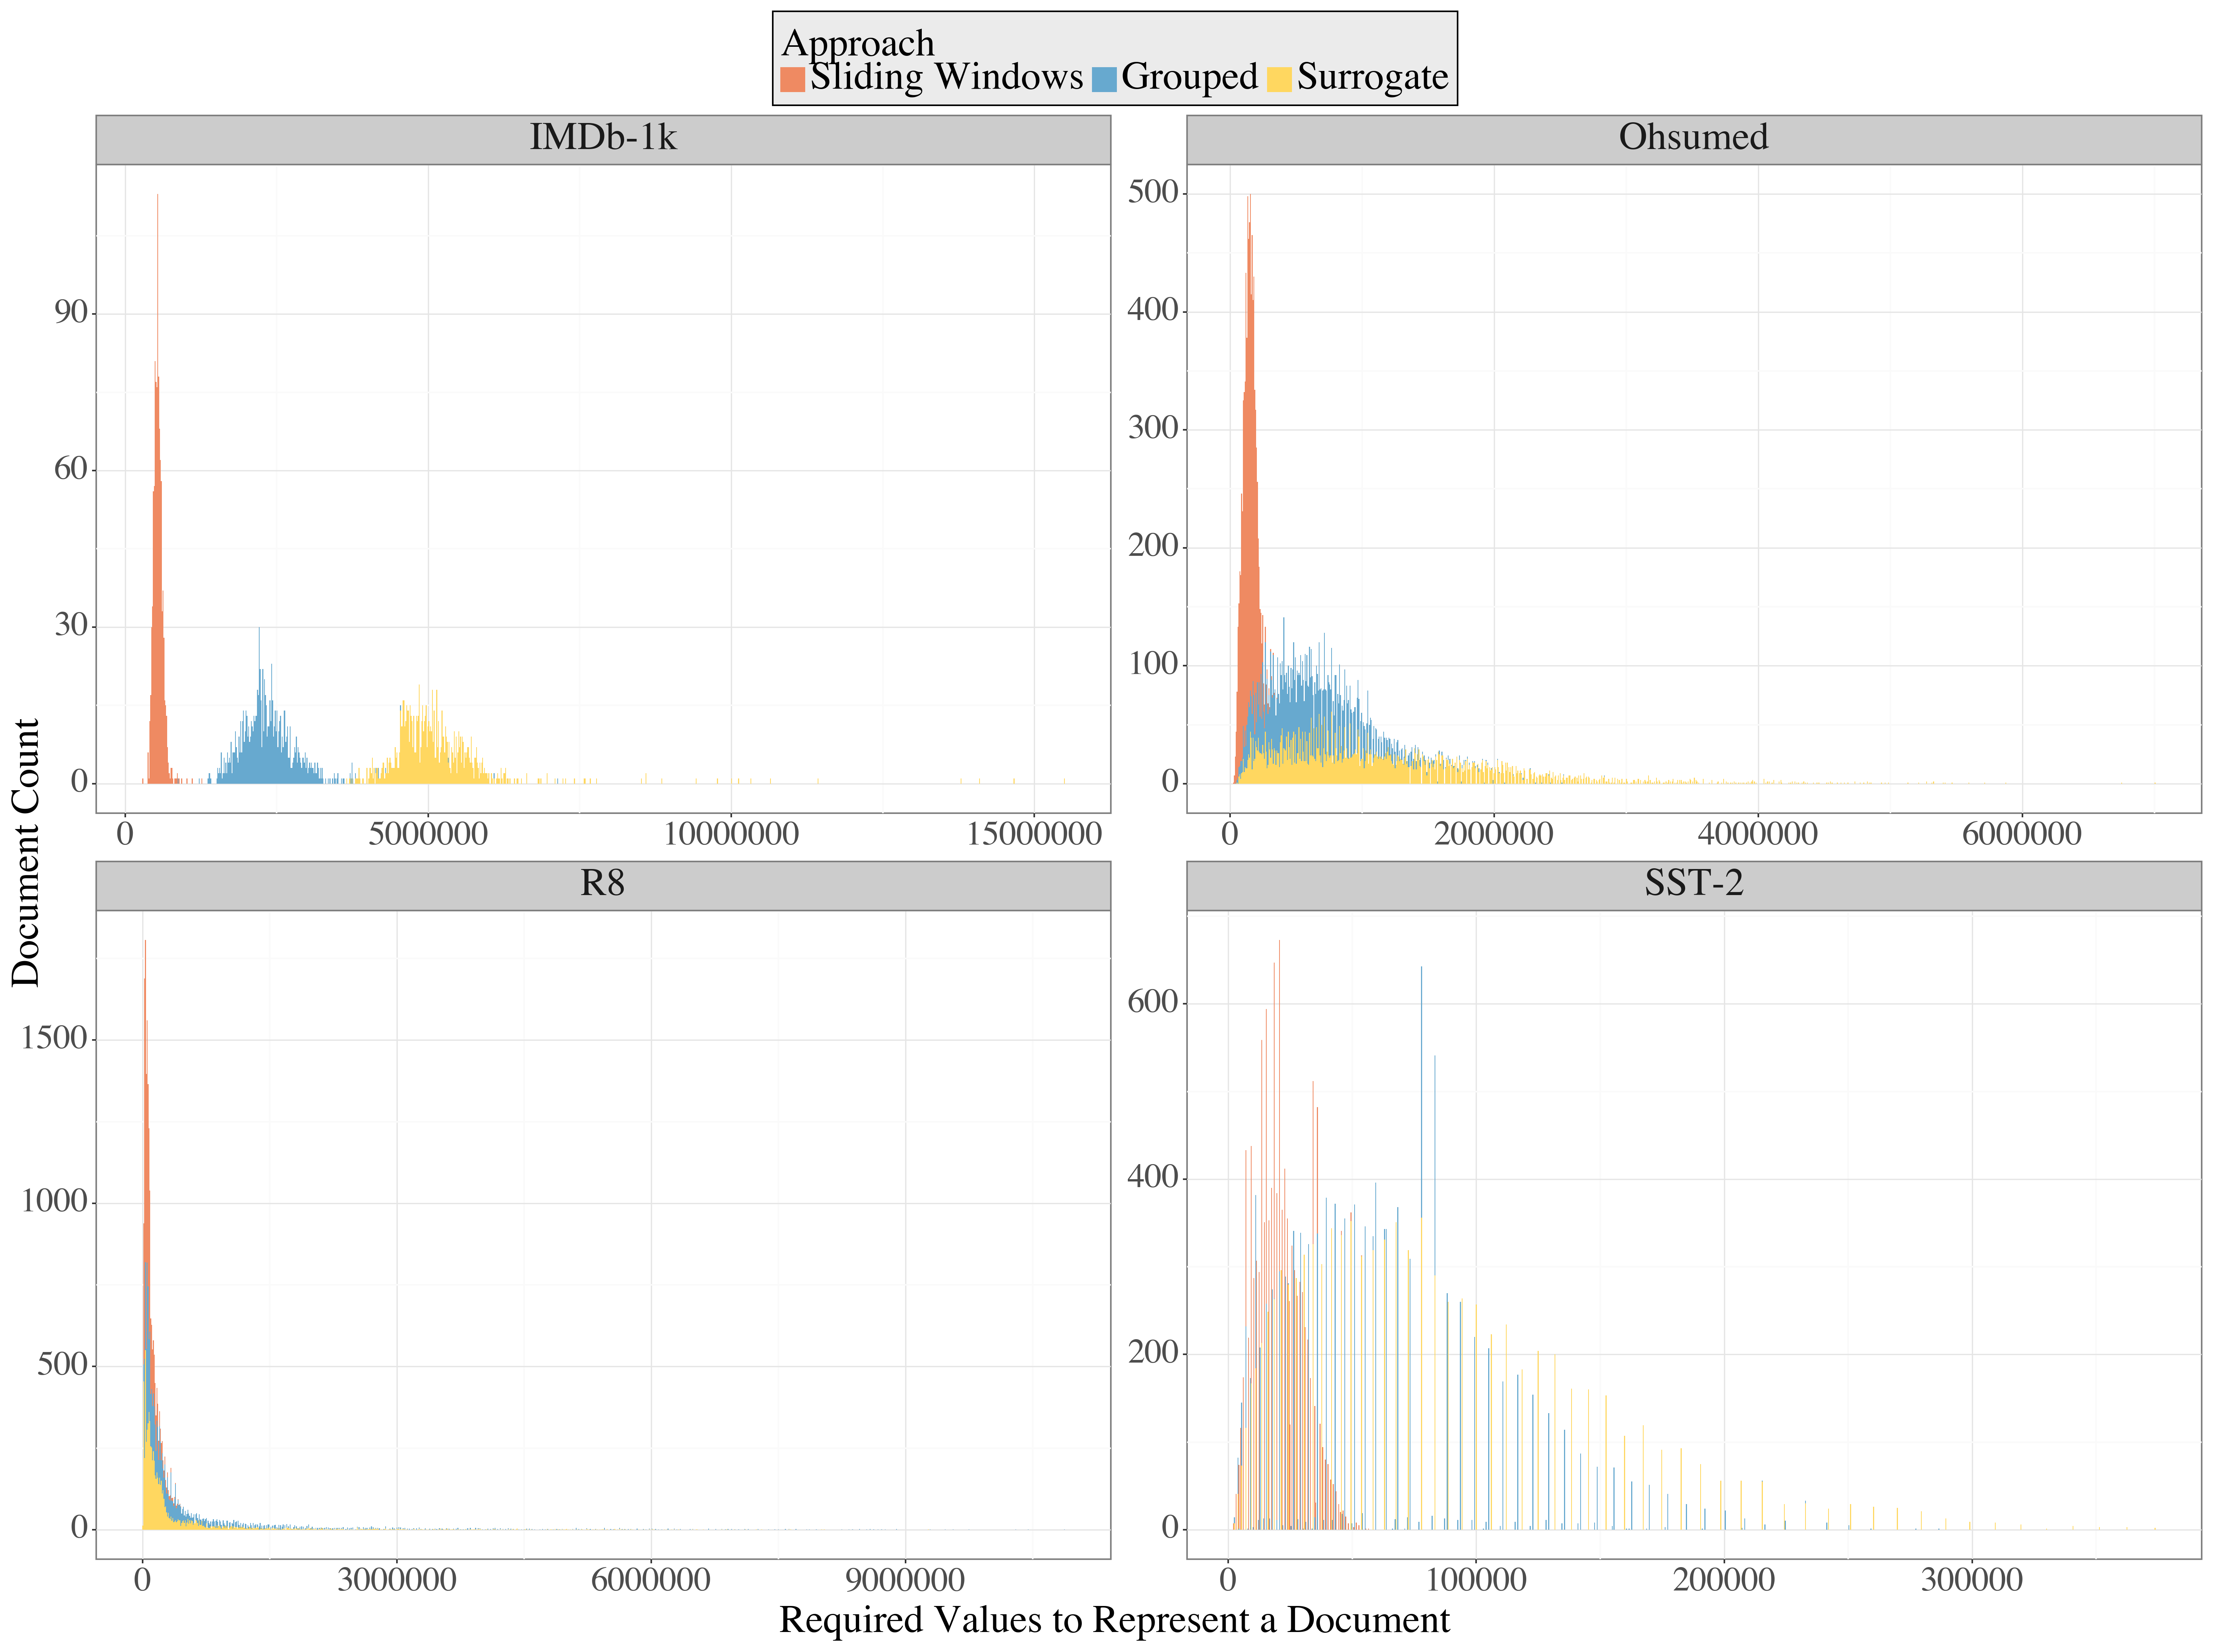 Approach
Sliding Windows Grouped Surrogate
IMDb-1k
90
60
30
0
0 5000000 10000000 15000000
Ohsumed
500
400
300
200
100
0
0 2000000 4000000 6000000
R8
1500
1000
500
0
0 3000000 6000000 9000000
SST-2
600
400
200
0
0 100000 200000 300000
Document Count
Required Values to Represent a Document